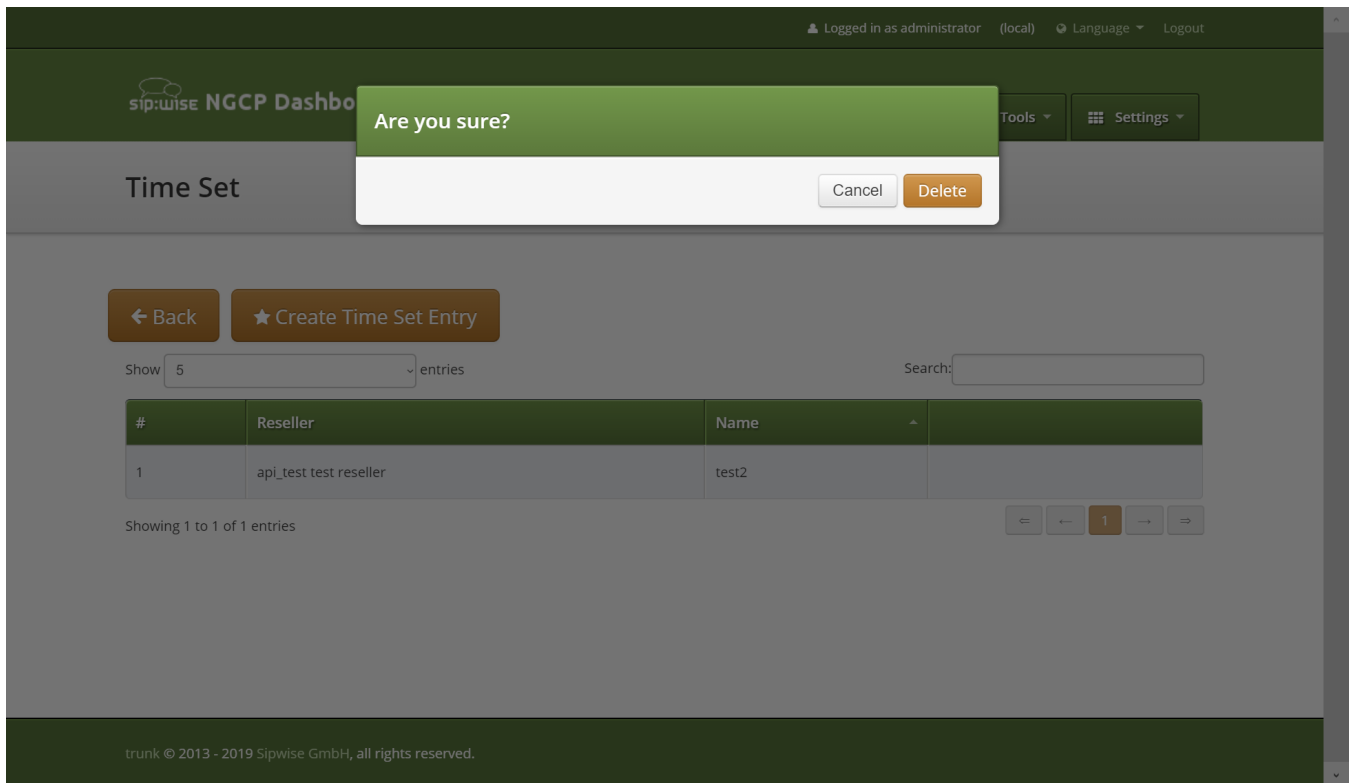 Logged in as administrator (local) Language Logout
sip:wise NGCP Dashbo
Tools Settings
Are you sure?
Cancel Delete
Time Set
Back Create Time Set Entry
Show 5 entries Search:
# Reseller Name
1 api_test test reseller test2
Showing 1 to 1 of 1 entries ⇐ ← 1 → ⇒
trunk © 2013 - 2019 Sipwise GmbH, all rights reserved.